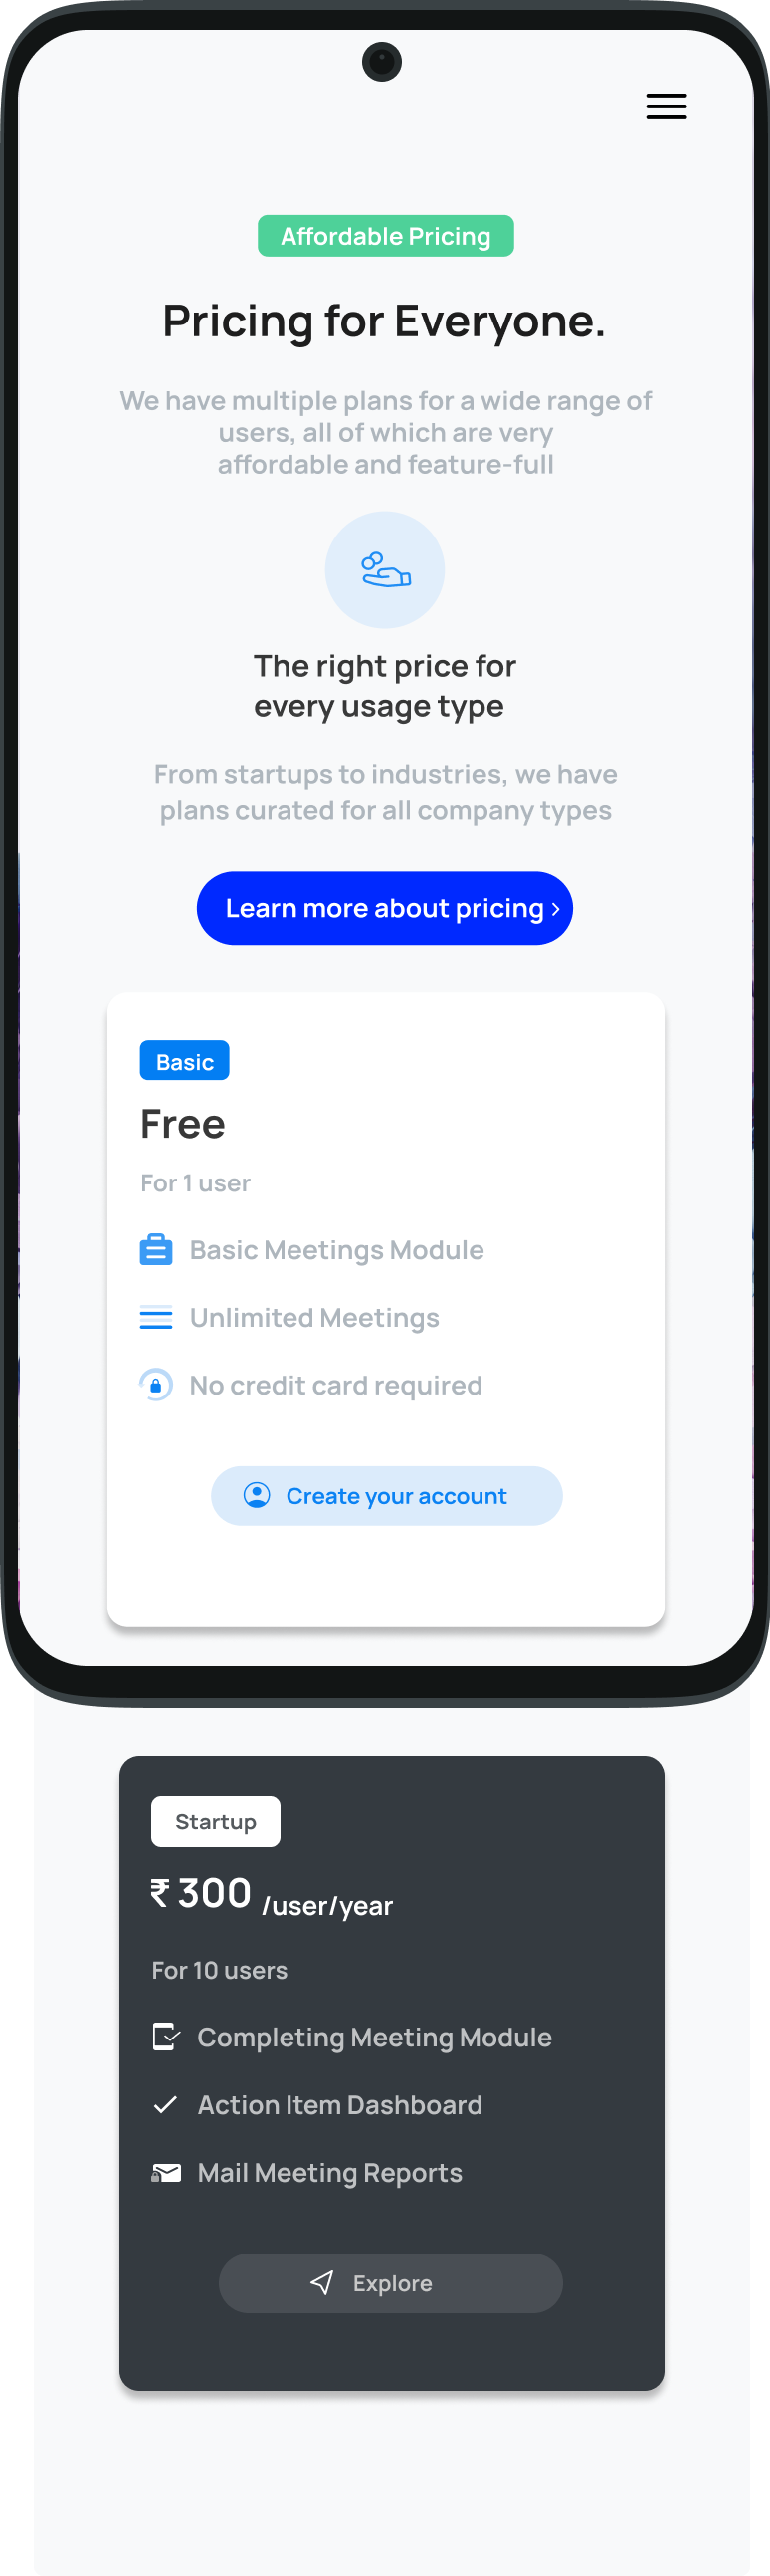 Affordable Pricing
Pricing for Everyone.
We have multiple plans for a wide range of
users, all of which are very
affordable and feature-full
The right price for
every usage type
From startups to industries, we have
plans curated for all company types
Learn more about pricing ›
Basic
Free
For 1 user
Basic Meetings Module
Unlimited Meetings
No credit card required
Create your account
Startup
₹ 300 /user/year
For 10 users
Completing Meeting Module
Action Item Dashboard
Mail Meeting Reports
Explore